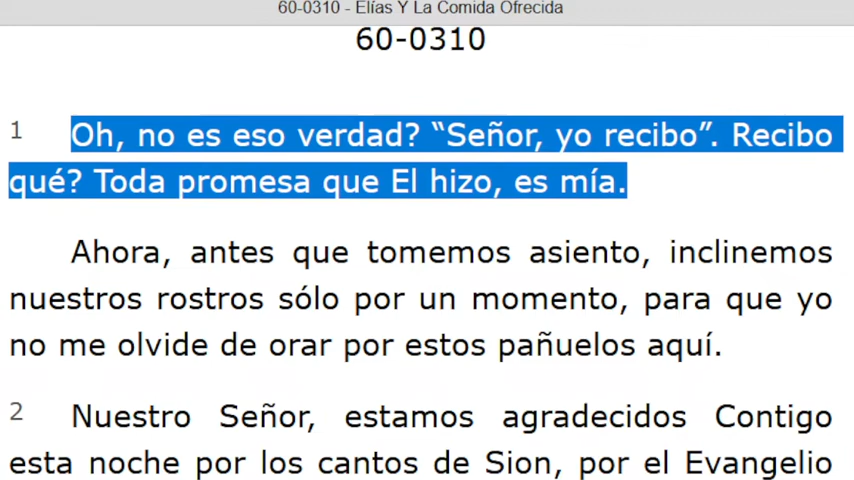 60-0310 - Elías Y La Comida Ofrecida
60-0310
1 Oh, no es eso verdad? “Señor, yo recibo”. Recibo
qué? Toda promesa que El hizo, es mía.
Ahora, antes que tomemos asiento, inclinemos
nuestros rostros sólo por un momento, para que yo
no me olvide de orar por estos pañuelos aquí.
2 Nuestro Señor, estamos agradecidos Contigo
esta noche por los cantos de Sion, por el Evangelio